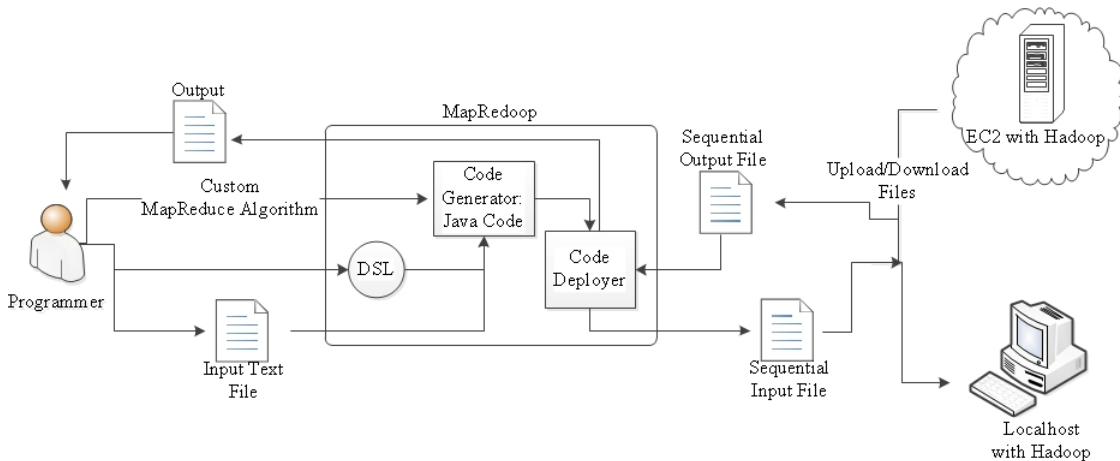 Output
MapRedoop
EC2 with Hadoop
Sequential
Output File
Upload/Download
Files
Custom
MapReduce Algorithm
Code
Generator:
Java Code
DSL
Code
Deployer
Programmer
Input Text
File
Sequential
Input File
Localhost
with Hadoop